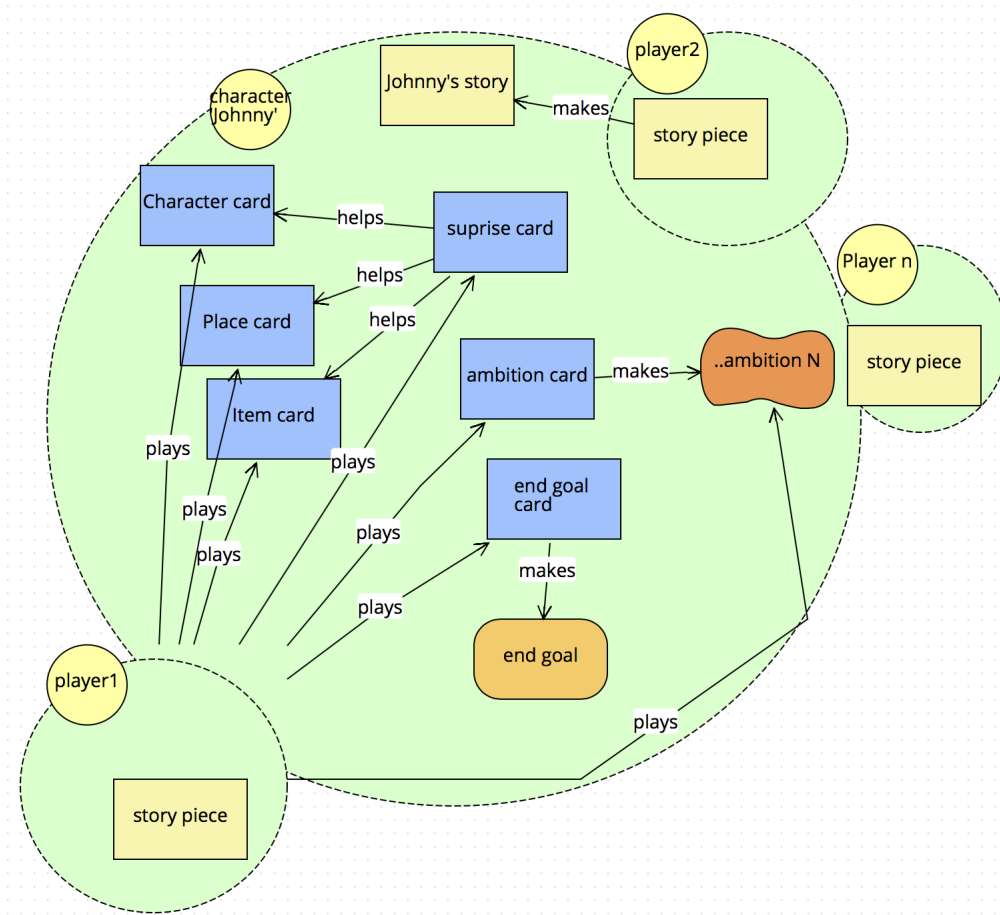 player2
Johnny's story
character
'Johnny'
makes
story piece
Character card
helps
suprise card
Player n
helps
Place card
helps
..ambition N
story piece
ambition card
makes
Item card
plays
plays
end goal
card
plays
plays
plays
makes
plays
end goal
player1
plays
story piece